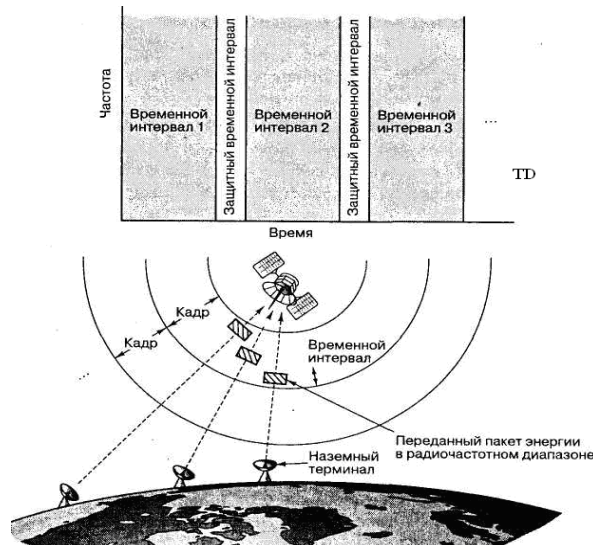 Частота
Временной
интервал 1
Защитный временной интервал
Временной
интервал 2
Защитный временной интервал
Временной
интервал 3
...
TD
Время
Кадр
Кадр
Временной
интервал
...
Переданный пакет энергии
в радиочастотном диапазоне
Наземный
терминал